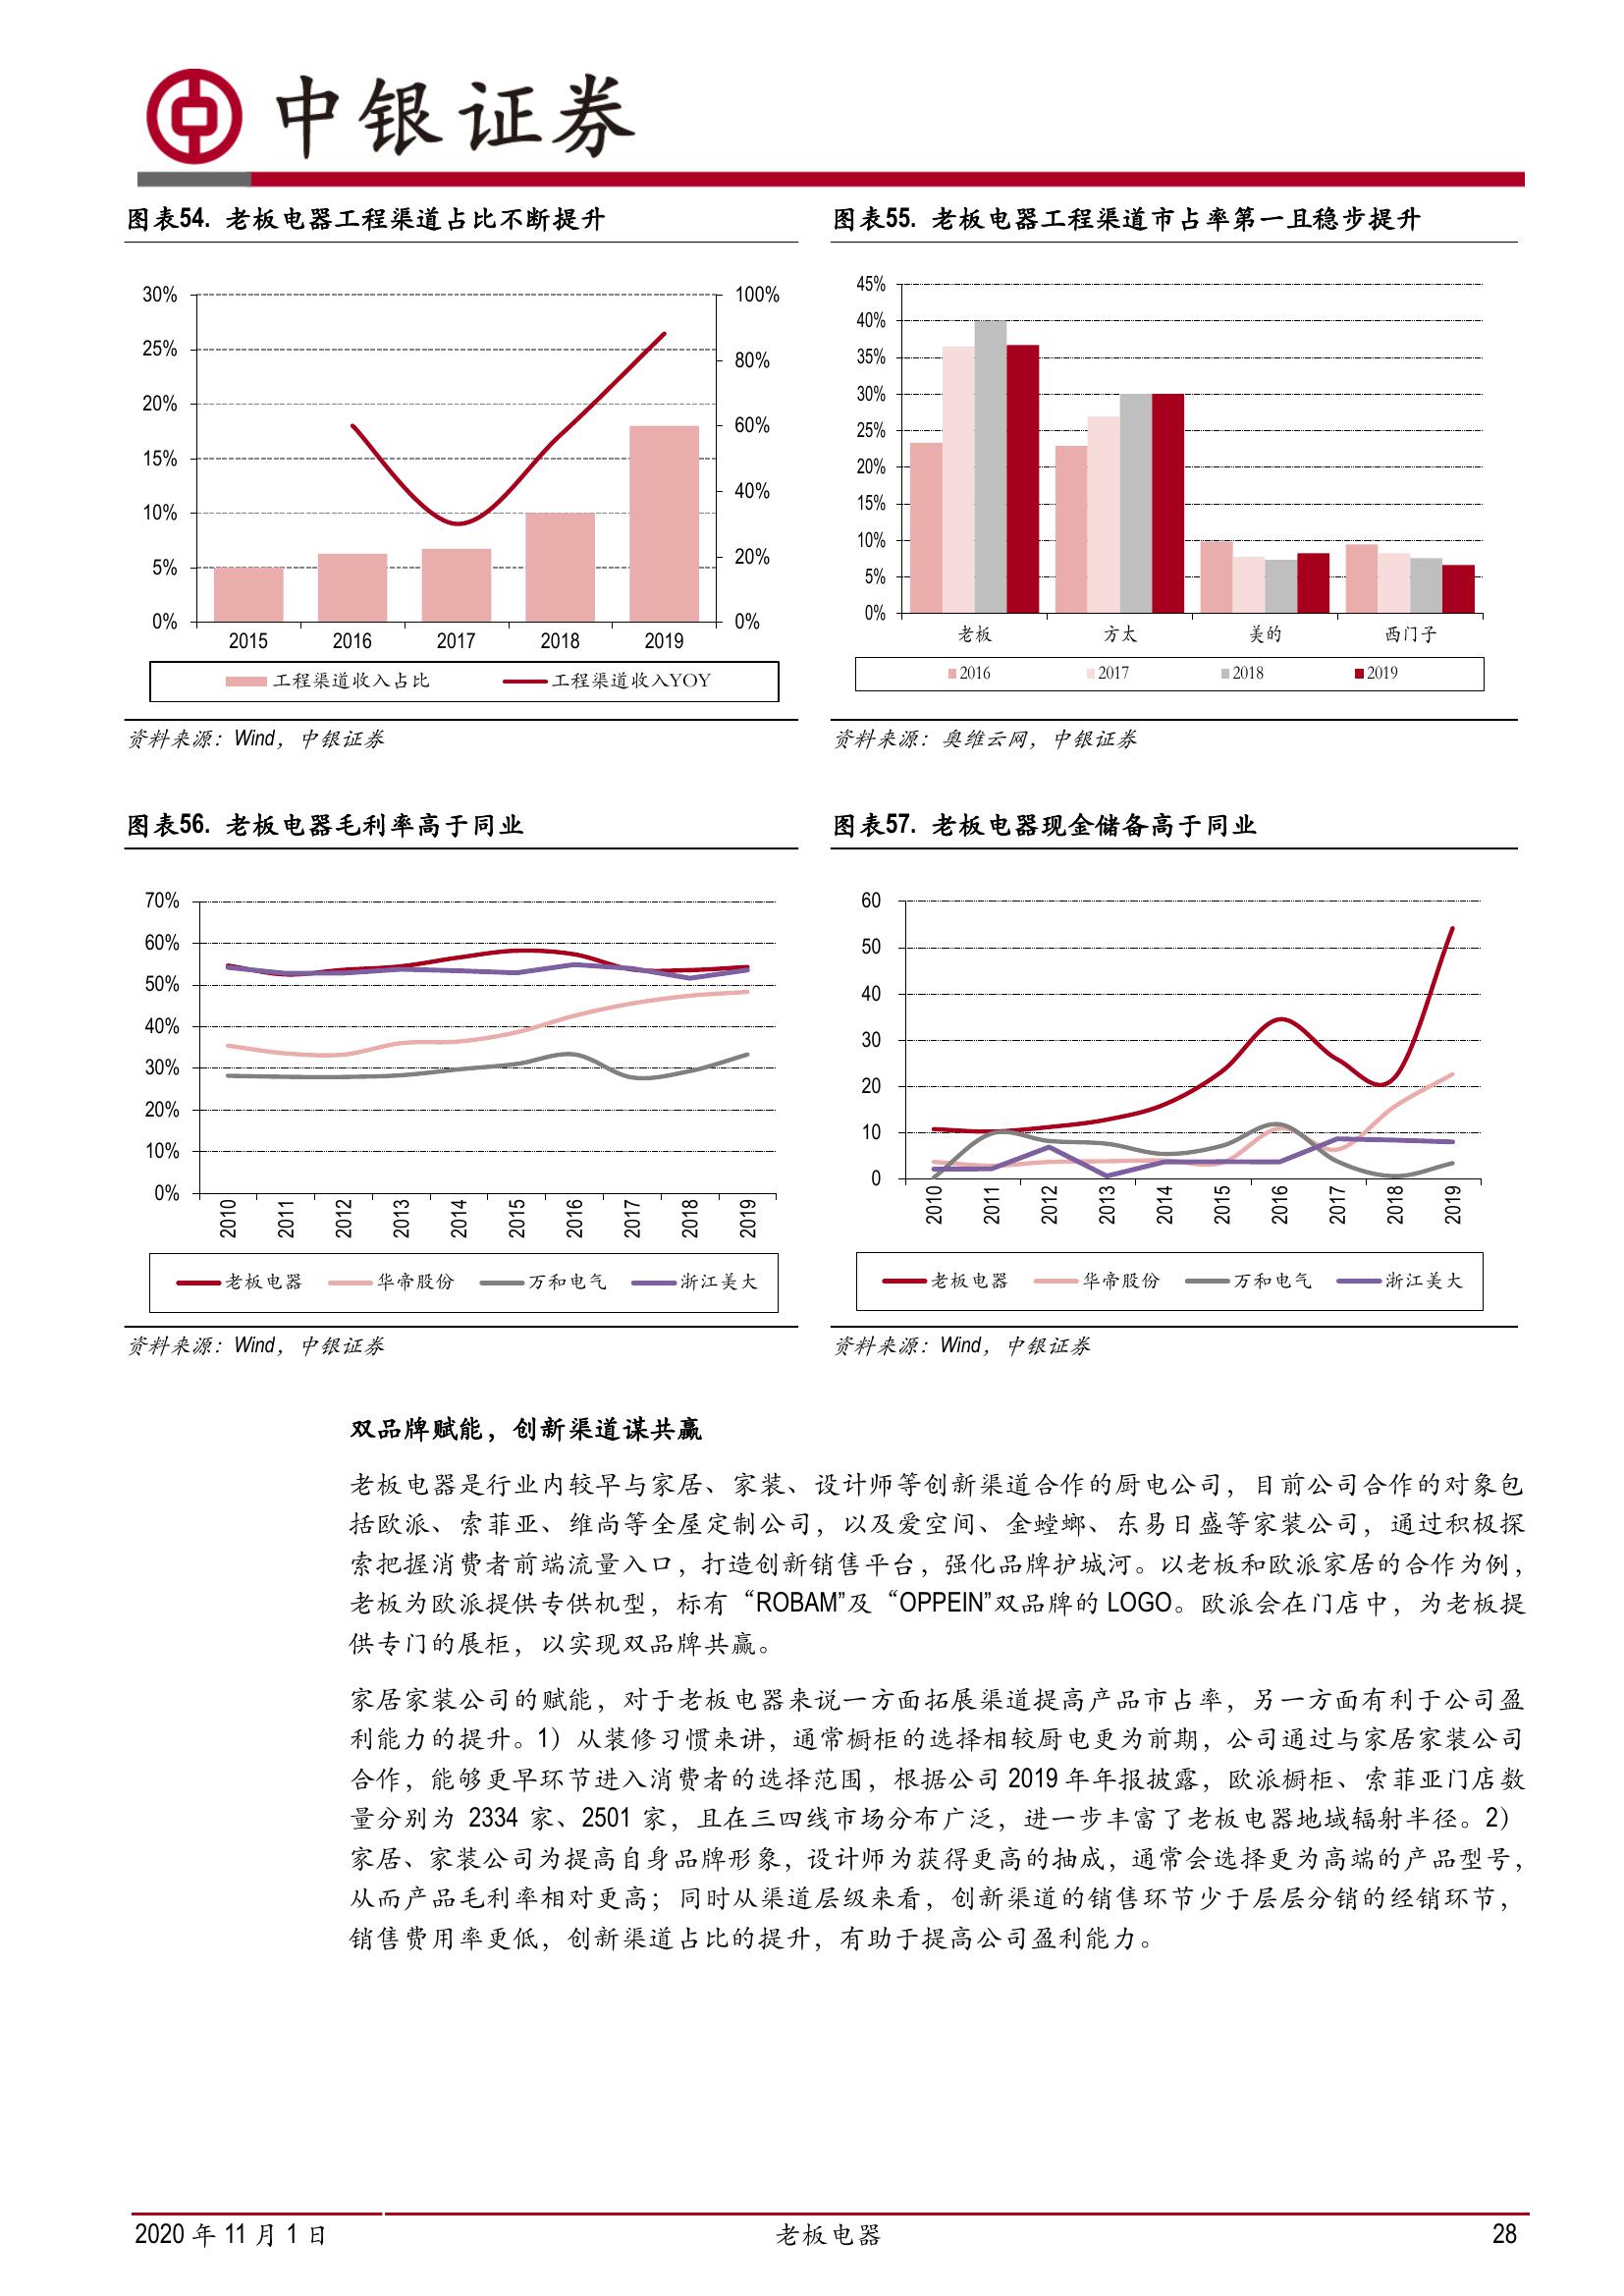 中银证券
图表54. 老板电器工程渠道占比不断提升
30%
25%
20%
15%
10%
5%
0%
100%
80%
60%
40%
20%
0%
2015 2016 2017 2018 2019
工程渠道收入占比 工程渠道收入YOY
资料来源：Wind，中银证券
图表55. 老板电器工程渠道市占率第一且稳步提升
45%
40%
35%
30%
25%
20%
15%
10%
5%
0%
老板 方太 美的 西门子
2016 2017 2018 2019
资料来源：奥维云网，中银证券
图表56. 老板电器毛利率高于同业
70%
60%
50%
40%
30%
20%
10%
0%
2010 2011 2012 2013 2014 2015 2016 2017 2018 2019
老板电器 华帝股份 万和电气 浙江美大
资料来源：Wind，中银证券
图表57. 老板电器现金储备高于同业
60
50
40
30
20
10
0
2010 2011 2012 2013 2014 2015 2016 2017 2018 2019
老板电器 华帝股份 万和电气 浙江美大
资料来源：Wind，中银证券
双品牌赋能，创新渠道谋共赢
老板电器是行业内较早与家居、家装、设计师等创新渠道合作的厨电公司，目前公司合作的对象包
括欧派、索菲亚、维尚等全屋定制公司，以及爱空间、金螳螂、东易日盛等家装公司，通过积极探
索把握消费者前端流量入口，打造创新销售平台，强化品牌护城河。以老板和欧派家居的合作为例，
老板为欧派提供专供机型，标有“ROBAM”及“OPPEIN”双品牌的 LOGO。欧派会在门店中，为老板提
供专门的展柜，以实现双品牌共赢。
家居家装公司的赋能，对于老板电器来说一方面拓展渠道提高产品市占率，另一方面有利于公司盈
利能力的提升。1）从装修习惯来讲，通常橱柜的选择相较厨电更为前期，公司通过与家居家装公司
合作，能够更早环节进入消费者的选择范围，根据公司 2019 年年报披露，欧派橱柜、索菲亚门店数
量分别为 2334 家、2501 家，且在三四线市场分布广泛，进一步丰富了老板电器地域辐射半径。2）
家居、家装公司为提高自身品牌形象，设计师为获得更高的抽成，通常会选择更为高端的产品型号，
从而产品毛利率相对更高；同时从渠道层级来看，创新渠道的销售环节少于层层分销的经销环节，
销售费用率更低，创新渠道占比的提升，有助于提高公司盈利能力。
2020 年 11 月 1 日 老板电器 28